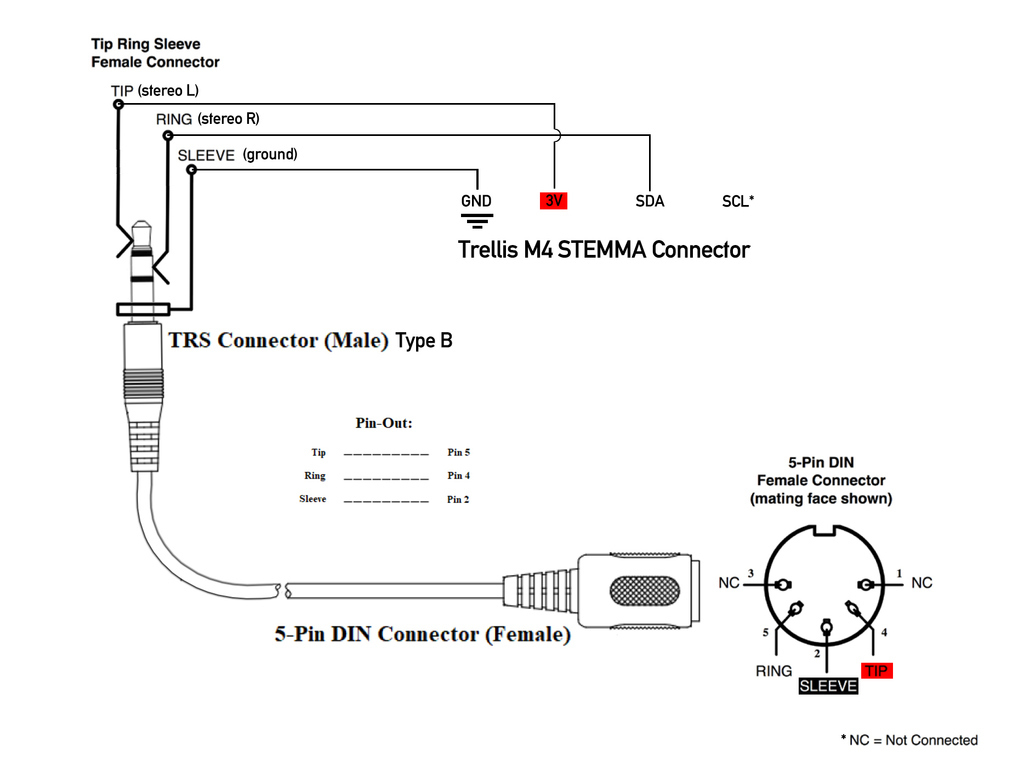 Tip Ring Sleeve
Female Connector
TIP (stereo L)
RING (stereo R)
SLEEVE (ground)
GND 3V SDA SCL*
Trellis M4 STEMMA Connector
TRS Connector (Male) Type B
Pin-Out:
Tip __________ Pin 5
Ring __________ Pin 4
Sleeve __________ Pin 2
5-Pin DIN
Female Connector
(mating face shown)
NC 3 1 NC
5 4
2
RING TIP
SLEEVE
5-Pin DIN Connector (Female)
* NC = Not Connected